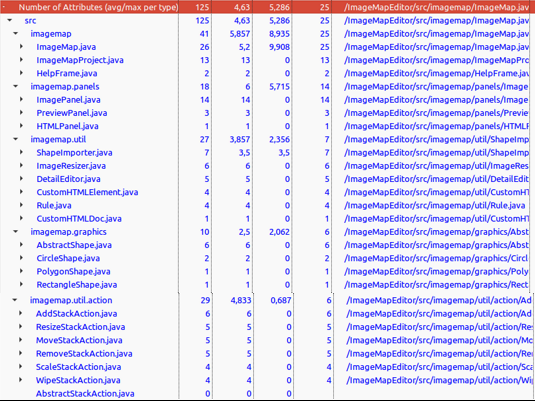 Number of Attributes (avg/max per type) 125 4,63 5,286 25 /ImageMapEditor/src/imagemap/ImageMap.java
src 125 4,63 5,286 25 /ImageMapEditor/src/imagemap/ImageMap.java
imagemap 41 5,857 8,935 25 /ImageMapEditor/src/imagemap/ImageMap.java
ImageMap.java 26 5,2 9,908 25 /ImageMapEditor/src/imagemap/ImageMap.java
ImageMapProject.java 13 13 0 13 /ImageMapEditor/src/imagemap/ImageMapProj
HelpFrame.java 2 2 0 2 /ImageMapEditor/src/imagemap/HelpFrame.java
imagemap.panels 18 6 5,715 14 /ImageMapEditor/src/imagemap/panels/Image
ImagePanel.java 14 14 0 14 /ImageMapEditor/src/imagemap/panels/Image
PreviewPanel.java 3 3 0 3 /ImageMapEditor/src/imagemap/panels/Previe
HTMLPanel.java 1 1 0 1 /ImageMapEditor/src/imagemap/panels/HTMLF
imagemap.util 27 3,857 2,356 7 /ImageMapEditor/src/imagemap/util/ShapeImp
ShapeImporter.java 7 3,5 3,5 7 /ImageMapEditor/src/imagemap/util/ShapeImp
ImageResizer.java 6 6 0 6 /ImageMapEditor/src/imagemap/util/ImageRes
DetailEditor.java 5 5 0 5 /ImageMapEditor/src/imagemap/util/DetailEdit
CustomHTMLElement.java 4 4 0 4 /ImageMapEditor/src/imagemap/util/CustomHT
Rule.java 4 4 0 4 /ImageMapEditor/src/imagemap/util/Rule.java
CustomHTMLDoc.java 1 1 0 1 /ImageMapEditor/src/imagemap/util/CustomHT
imagemap.graphics 10 2,5 2,062 6 /ImageMapEditor/src/imagemap/graphics/Abst
AbstractShape.java 6 6 0 6 /ImageMapEditor/src/imagemap/graphics/Abst
CircleShape.java 2 2 0 2 /ImageMapEditor/src/imagemap/graphics/Circl
PolygonShape.java 1 1 0 1 /ImageMapEditor/src/imagemap/graphics/Poly
RectangleShape.java 1 1 0 1 /ImageMapEditor/src/imagemap/graphics/Rect
imagemap.util.action 29 4,833 0,687 6 /ImageMapEditor/src/imagemap/util/action/Ad
AddStackAction.java 6 6 0 6 /ImageMapEditor/src/imagemap/util/action/Ad
ResizeStackAction.java 5 5 0 5 /ImageMapEditor/src/imagemap/util/action/Res
MoveStackAction.java 5 5 0 5 /ImageMapEditor/src/imagemap/util/action/Mo
RemoveStackAction.java 5 5 0 5 /ImageMapEditor/src/imagemap/util/action/Rer
ScaleStackAction.java 4 4 0 4 /ImageMapEditor/src/imagemap/util/action/Sca
WipeStackAction.java 4 4 0 4 /ImageMapEditor/src/imagemap/util/action/Wip
AbstractStackAction.java 0 0 0